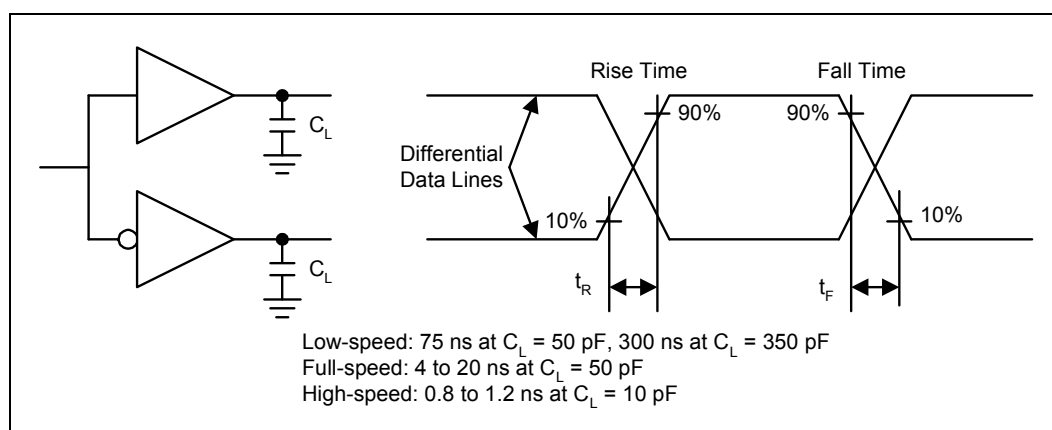 Rise Time
Fall Time
90%
90%
C_L
Differential
Data Lines
10%
10%
C_L
t_R
t_F
Low-speed: 75 ns at C_L = 50 pF, 300 ns at C_L = 350 pF
Full-speed: 4 to 20 ns at C_L = 50 pF
High-speed: 0.8 to 1.2 ns at C_L = 10 pF